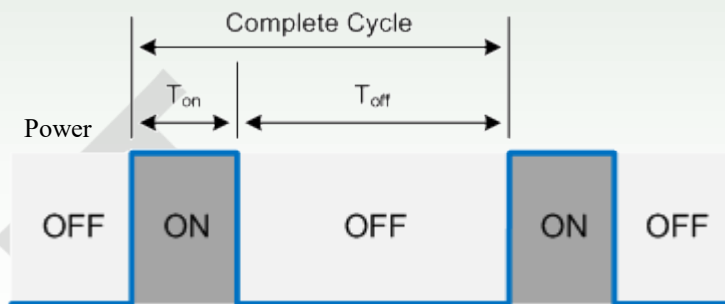 Complete Cycle
Ton Toff
Power
OFF ON OFF ON OFF